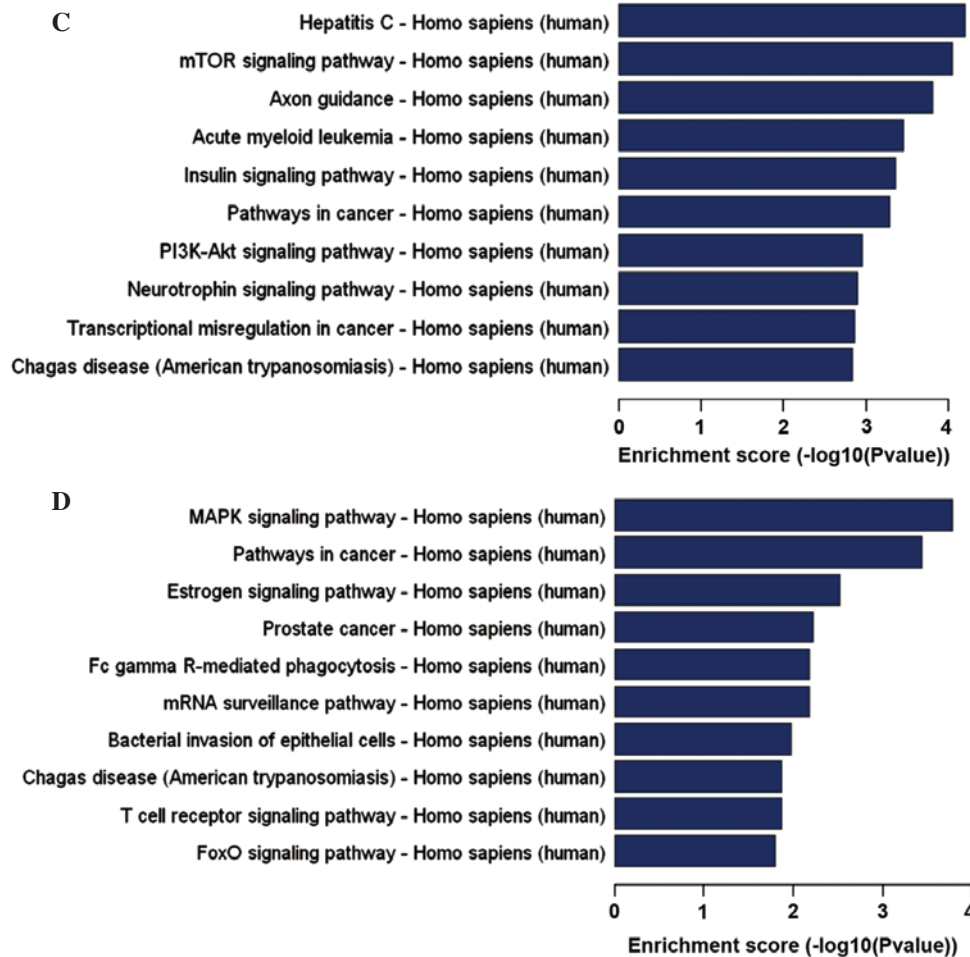 C
Hepatitis C - Homo sapiens (human)
mTOR signaling pathway - Homo sapiens (human)
Axon guidance - Homo sapiens (human)
Acute myeloid leukemia - Homo sapiens (human)
Insulin signaling pathway - Homo sapiens (human)
Pathways in cancer - Homo sapiens (human)
PI3K-Akt signaling pathway - Homo sapiens (human)
Neurotrophin signaling pathway - Homo sapiens (human)
Transcriptional misregulation in cancer - Homo sapiens (human)
Chagas disease (American trypanosomiasis) - Homo sapiens (human)
0 1 2 3 4
Enrichment score (-log10(Pvalue))
D
MAPK signaling pathway - Homo sapiens (human)
Pathways in cancer - Homo sapiens (human)
Estrogen signaling pathway - Homo sapiens (human)
Prostate cancer - Homo sapiens (human)
Fc gamma R-mediated phagocytosis - Homo sapiens (human)
mRNA surveillance pathway - Homo sapiens (human)
Bacterial invasion of epithelial cells - Homo sapiens (human)
Chagas disease (American trypanosomiasis) - Homo sapiens (human)
T cell receptor signaling pathway - Homo sapiens (human)
FoxO signaling pathway - Homo sapiens (human)
0 1 2 3 4
Enrichment score (-log10(Pvalue))